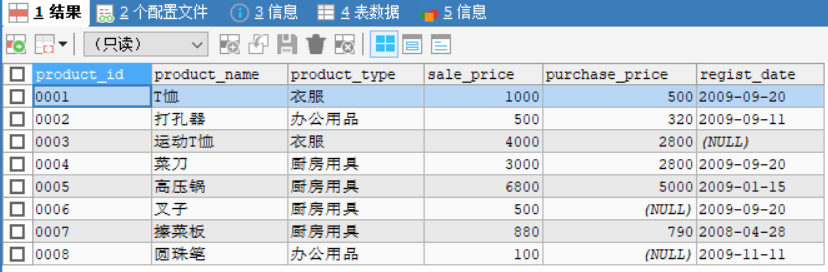 1 结果 2 个配置文件 3 信息 4 表数据 5 信息
（只读）
product_id product_name product_type sale_price purchase_price regist_date
0001 T恤 衣服 1000 500 2009-09-20
0002 打孔器 办公用品 500 320 2009-09-11
0003 运动T恤 衣服 4000 2800 (NULL)
0004 菜刀 厨房用具 3000 2800 2009-09-20
0005 高压锅 厨房用具 6800 5000 2009-01-15
0006 叉子 厨房用具 500 (NULL) 2009-09-20
0007 擦菜板 厨房用具 880 790 2008-04-28
0008 圆珠笔 办公用品 100 (NULL) 2009-11-11